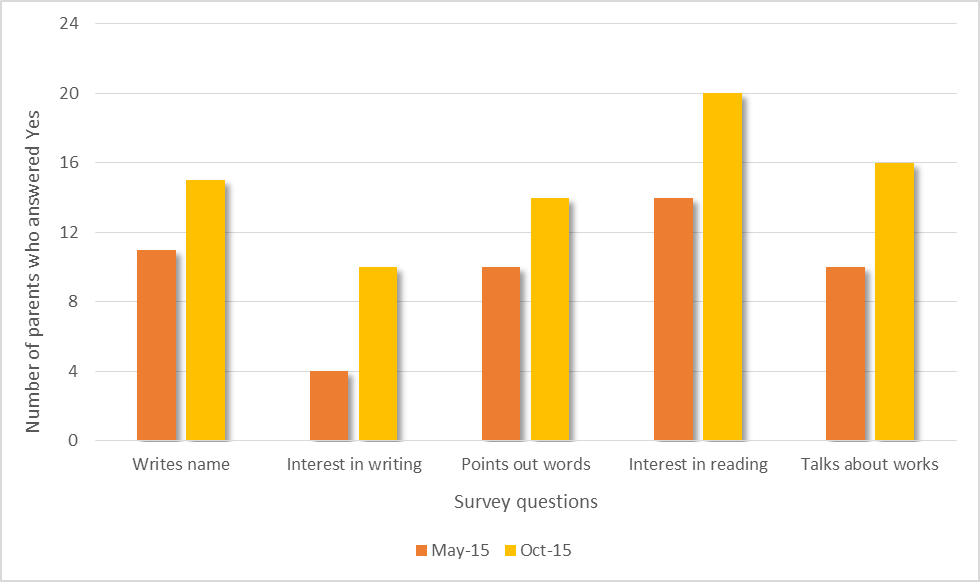 24
20
16
12
8
4
0
Number of parents who answered Yes
Writes name
Interest in writing
Points out words
Interest in reading
Talks about works
Survey questions
May-15
Oct-15